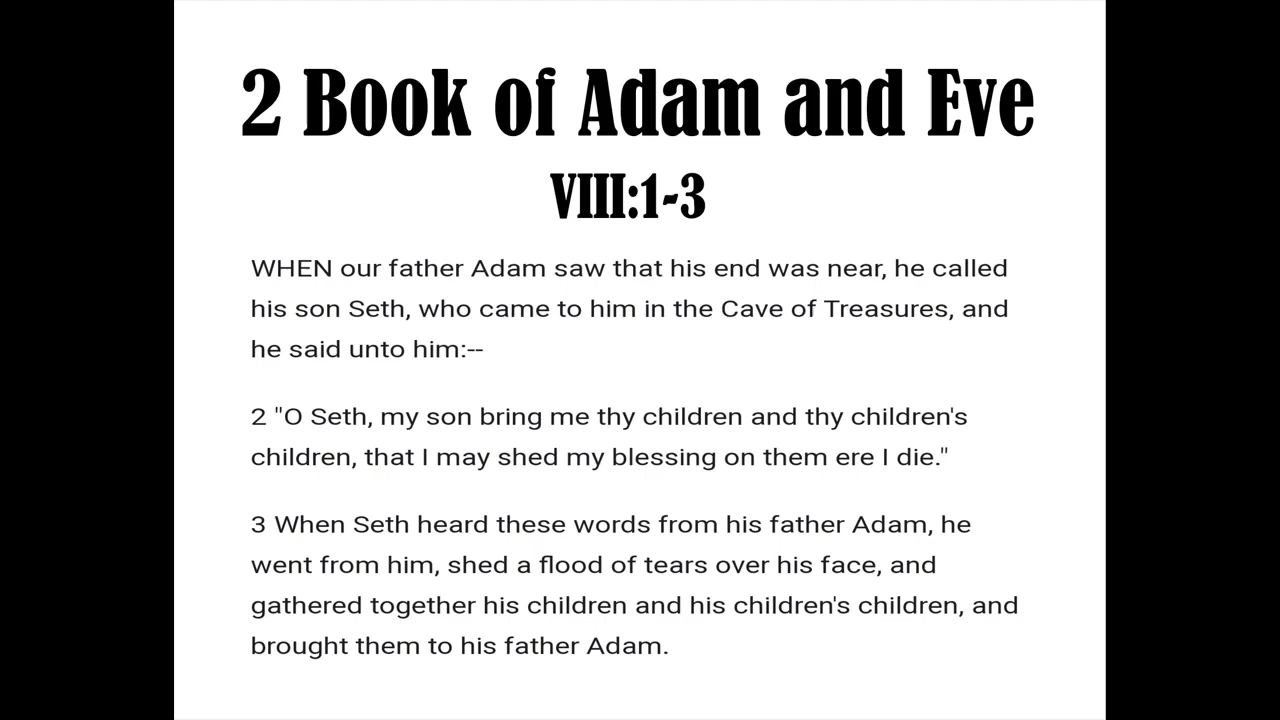 2 Book of Adam and Eve
VIII:1-3
WHEN our father Adam saw that his end was near, he called
his son Seth, who came to him in the Cave of Treasures, and
he said unto him:--
2 "O Seth, my son bring me thy children and thy children's
children, that I may shed my blessing on them ere I die."
3 When Seth heard these words from his father Adam, he
went from him, shed a flood of tears over his face, and
gathered together his children and his children's children, and
brought them to his father Adam.